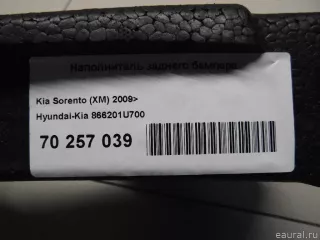 Наполнитель заднего бампера
Kia Sorento (XM) 2009>
Hyundai-Kia 866201U700
70 257 039
© eaural.ru